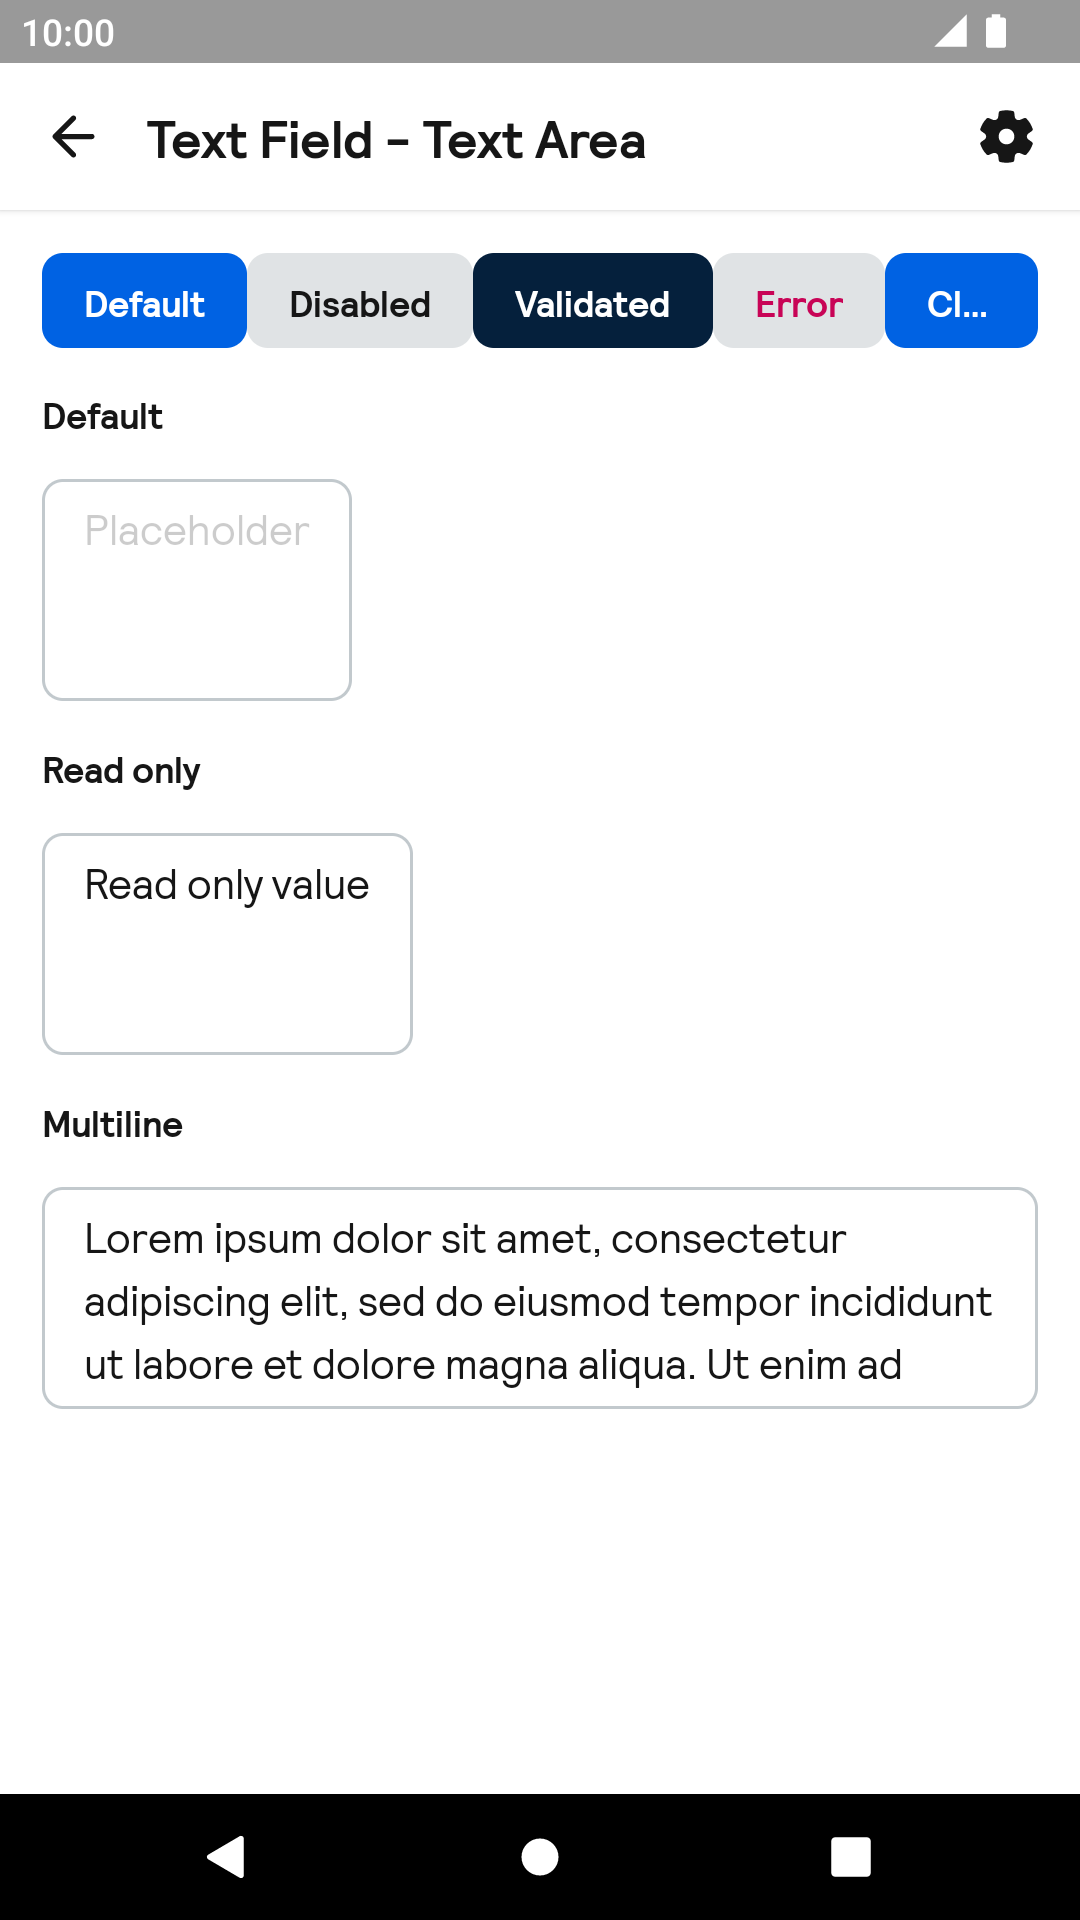 10:00
Text Field - Text Area
Default Disabled Validated Error Cl...
Default
Placeholder
Read only
Read only value
Multiline
Lorem ipsum dolor sit amet, consectetur
adipiscing elit, sed do eiusmod tempor incididunt
ut labore et dolore magna aliqua. Ut enim ad